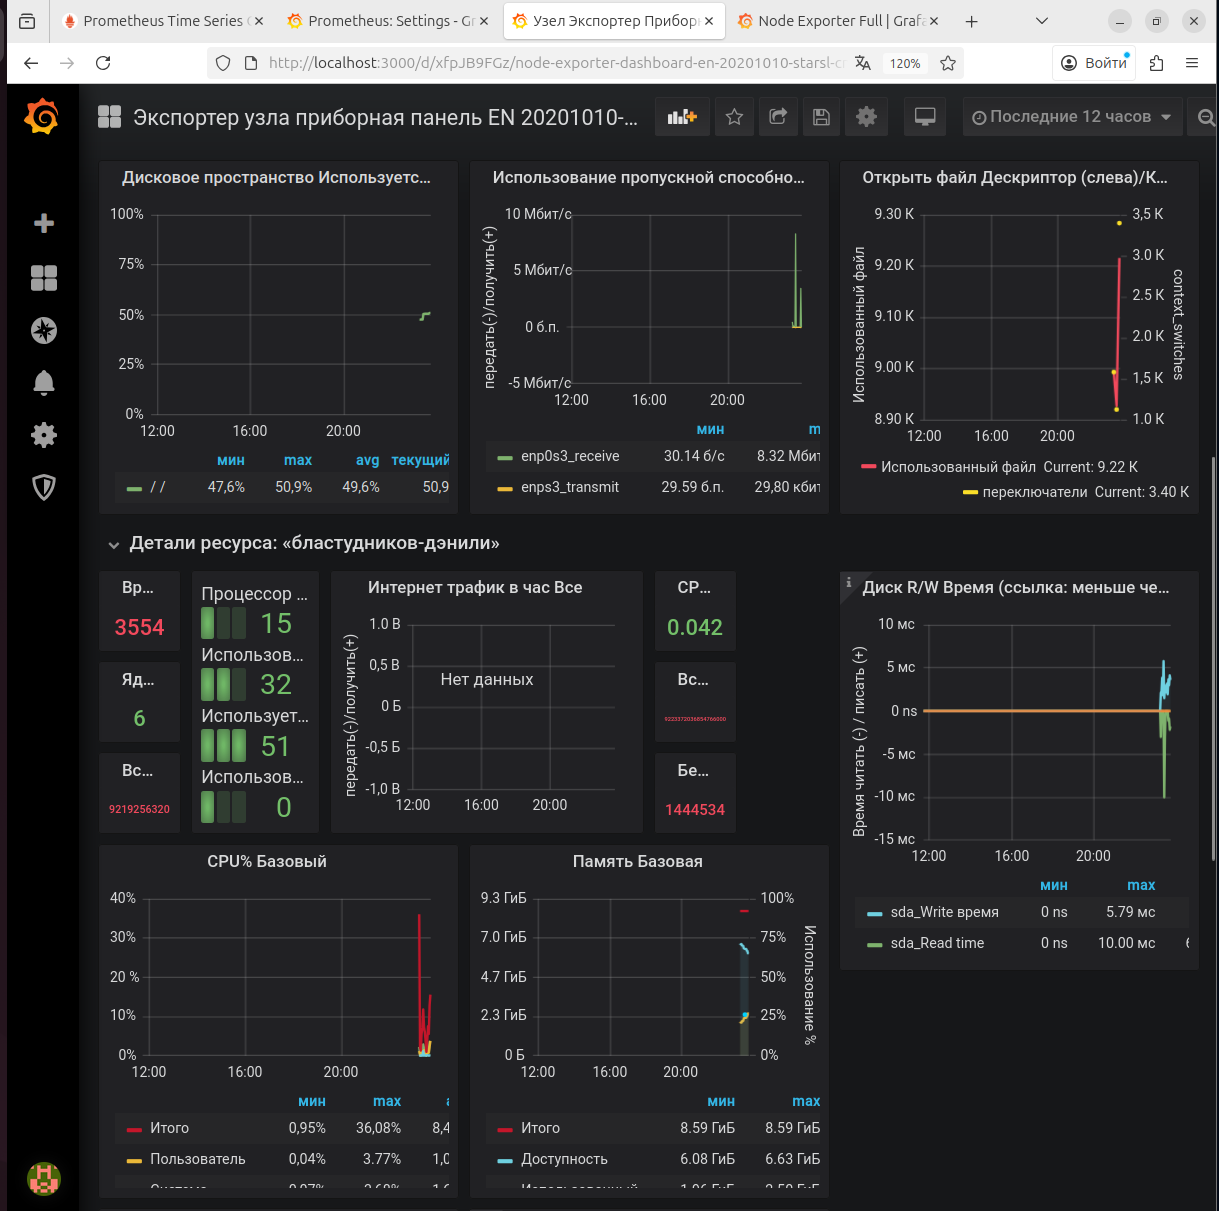 Prometheus Time Series
Prometheus: Settings - Gr
Узел Экспортер Прибор
Node Exporter Full | Grafa
http://localhost:3000/d/xfpJB9FGz/node-exporter-dashboard-en-20201010-starsl-cr
120%
Войти
Экспортер узла приборная панель EN 20201010-...
Последние 12 часов
Дисковое пространство Используетс...
100%
75%
50%
25%
0%
12:00 16:00 20:00
мин max avg текущий
/ / 47,6% 50,9% 49,6% 50,9
Использование пропускной способно...
передать(-)/получить(+)
10 Мбит/с
5 Мбит/с
0 б.п.
-5 Мбит/с
12:00 16:00 20:00
мин m
enp0s3_receive 30.14 б/с 8.32 Мбит
enps3_transmit 29.59 б.п. 29,80 кбит
Открыть файл Дескриптор (слева)/К...
Использованный файл
9.30 K
9.20 K
9.10 K
9.00 K
8.90 K
3,5 K
3.0 K
2.5 K
2.0 K
1,5 K
1.0 K
context_switches
12:00 16:00 20:00
Использованный файл Current: 9.22 K
переключатели Current: 3.40 K
Детали ресурса: «бластудников-дэнили»
Вр...
3554
Яд...
6
Вс...
9219256320
Процессор ...
15
Использов...
32
Использует...
51
Использов...
0
Интернет трафик в час Все
передать(-)/получить(+)
1.0 В
0,5 В
0 Б
-0,5 Б
-1,0 В
Нет данных
12:00 16:00 20:00
CP...
0.042
Вс...
Бе...
1444534
Диск R/W Время (ссылка: меньше че...
Время читать (-) / писать (+)
10 мс
5 мс
0 ns
-5 мс
-10 мс
-15 мс
12:00 16:00 20:00
мин max
sda_Write время 0 ns 5.79 мс
sda_Read time 0 ns 10.00 мс
CPU% Базовый
40%
30%
20 %
10%
0%
12:00 16:00 20:00
мин max
Итого 0,95% 36,08% 8,4
Пользователь 0,04% 3.77% 1,0
Память Базовая
9.3 ГиБ
7.0 ГиБ
4.7 ГиБ
2.3 ГиБ
0 Б
100%
75%
50%
25%
0%
Использование %
12:00 16:00 20:00
мин max
Итого 8.59 ГиБ 8.59 ГиБ
Доступность 6.08 ГиБ 6.63 ГиБ